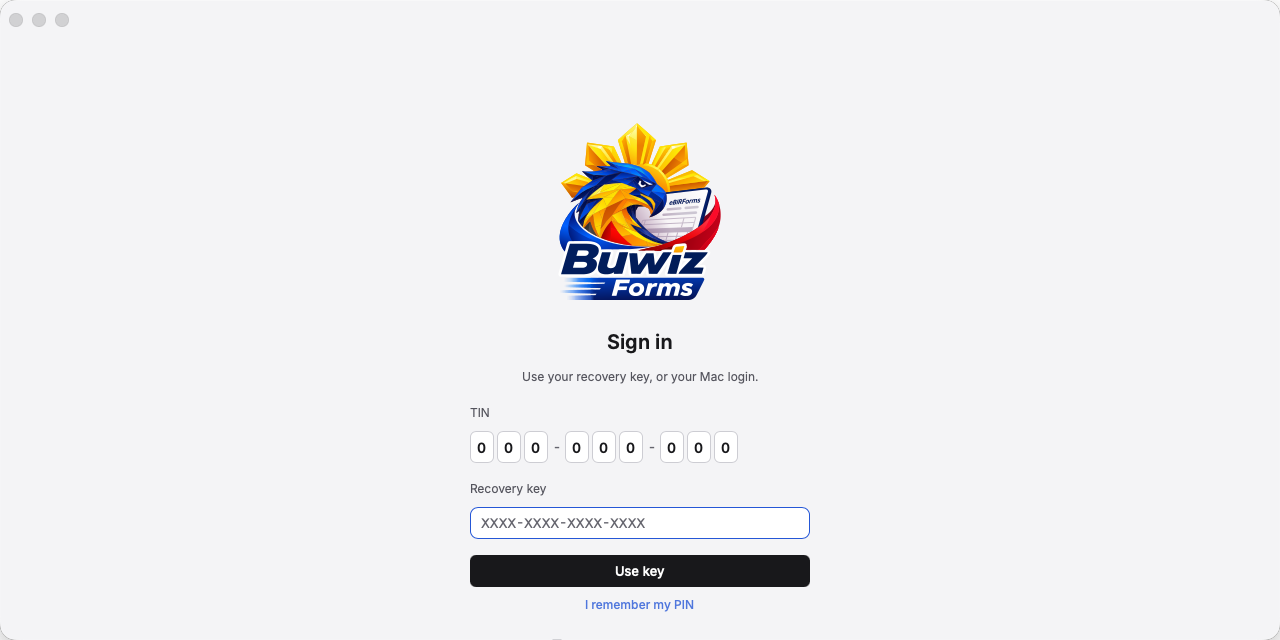 eBIRForms
Buwiz
Forms
Sign in
Use your recovery key, or your Mac login.
TIN
0 0 0 - 0 0 0 - 0 0 0
Recovery key
XXXX-XXXX-XXXX-XXXX
Use key
I remember my PIN